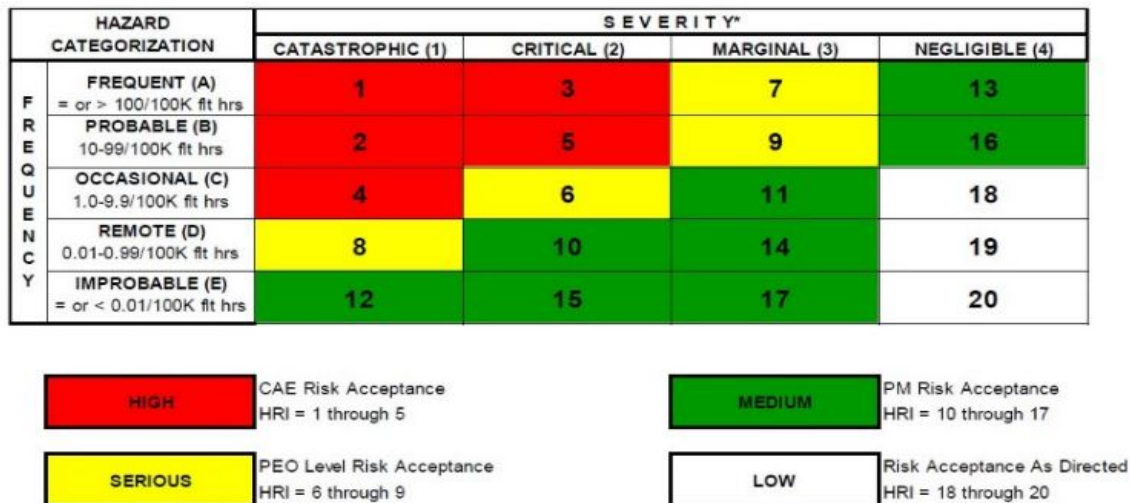 HAZARD CATEGORIZATION
SEVERITY*
CATASTROPHIC (1) CRITICAL (2) MARGINAL (3) NEGLIGIBLE (4)
FREQUENCY
FREQUENT (A)
= or > 100/100K flt hrs
1 3 7 13
PROBABLE (B)
10-99/100K flt hrs
2 5 9 16
OCCASIONAL (C)
1.0-9.9/100K flt hrs
4 6 11 18
REMOTE (D)
0.01-0.99/100K flt hrs
8 10 14 19
IMPROBABLE (E)
= or < 0.01/100K flt hrs
12 15 17 20
HIGH
CAE Risk Acceptance
HRI = 1 through 5
MEDIUM
PM Risk Acceptance
HRI = 10 through 17
SERIOUS
PEO Level Risk Acceptance
HRI = 6 through 9
LOW
Risk Acceptance As Directed
HRI = 18 through 20